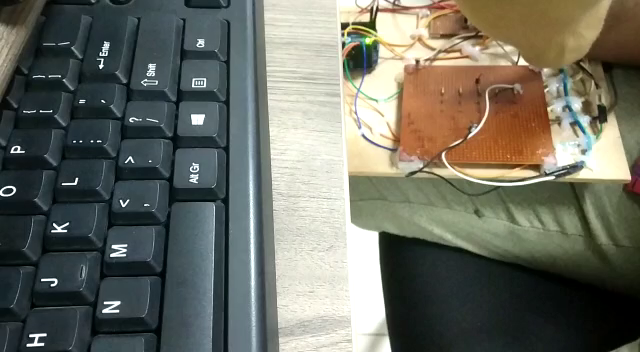 | \
← Enter
⇧ Shift
Ctrl
} ]
{ [
" '
? /
P
: ;
> .
Alt Gr
O
L
< ,
K
M
J
N
H